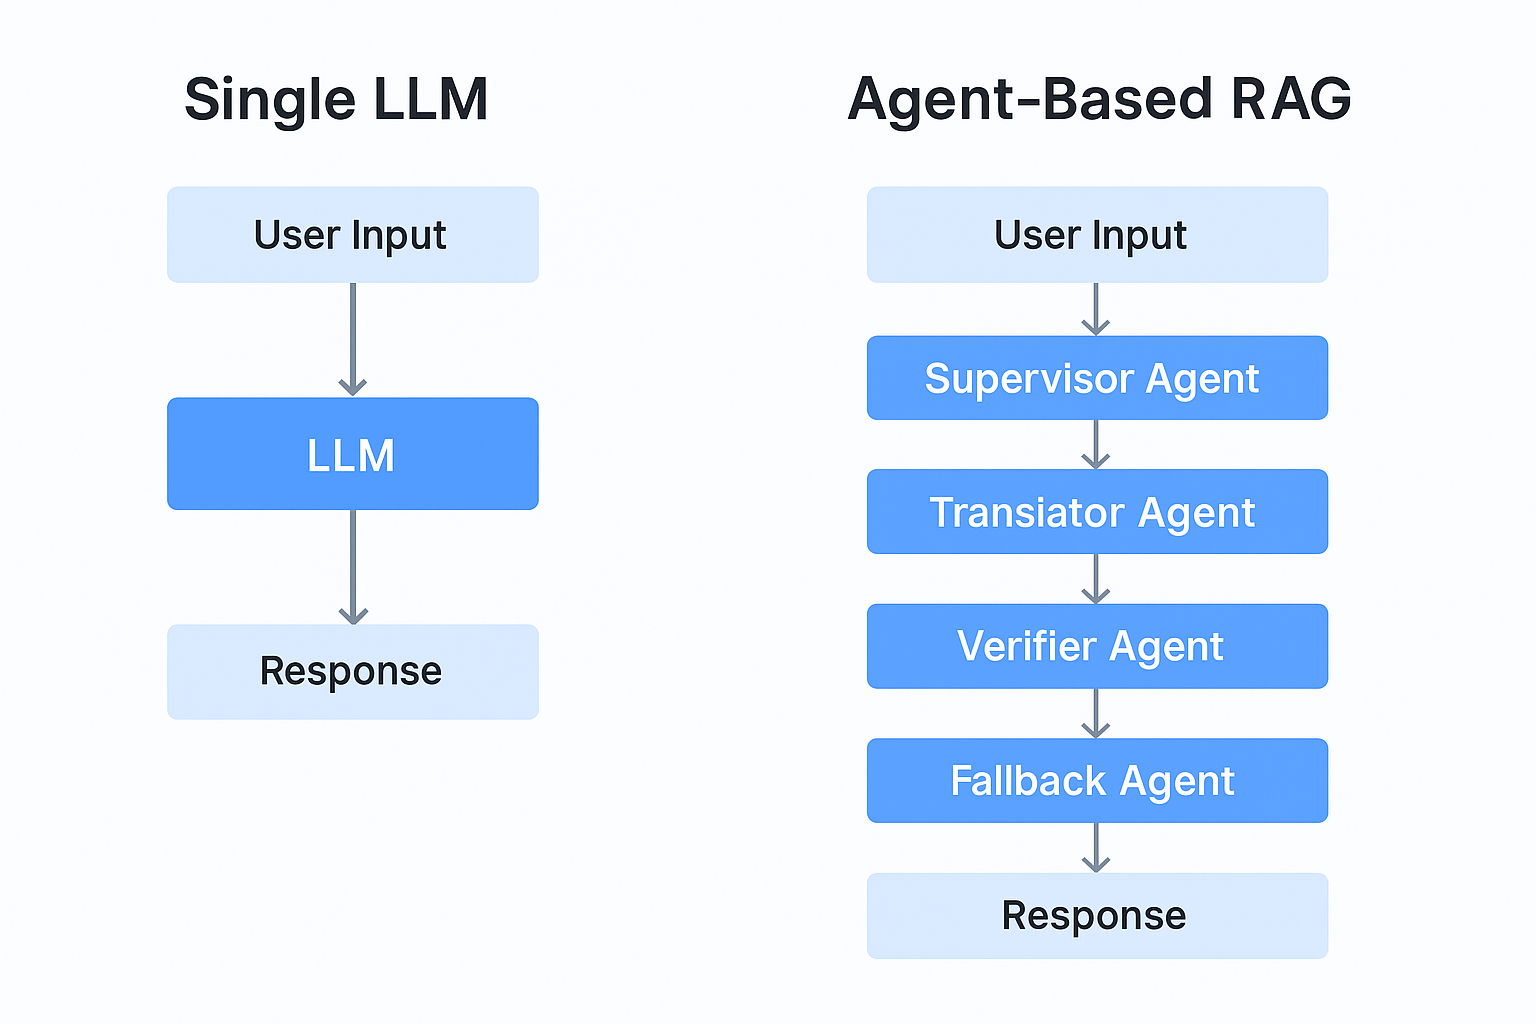 Single LLM
User Input
LLM
Response
Agent-Based RAG
User Input
Supervisor Agent
Transiator Agent
Verifier Agent
Fallback Agent
Response